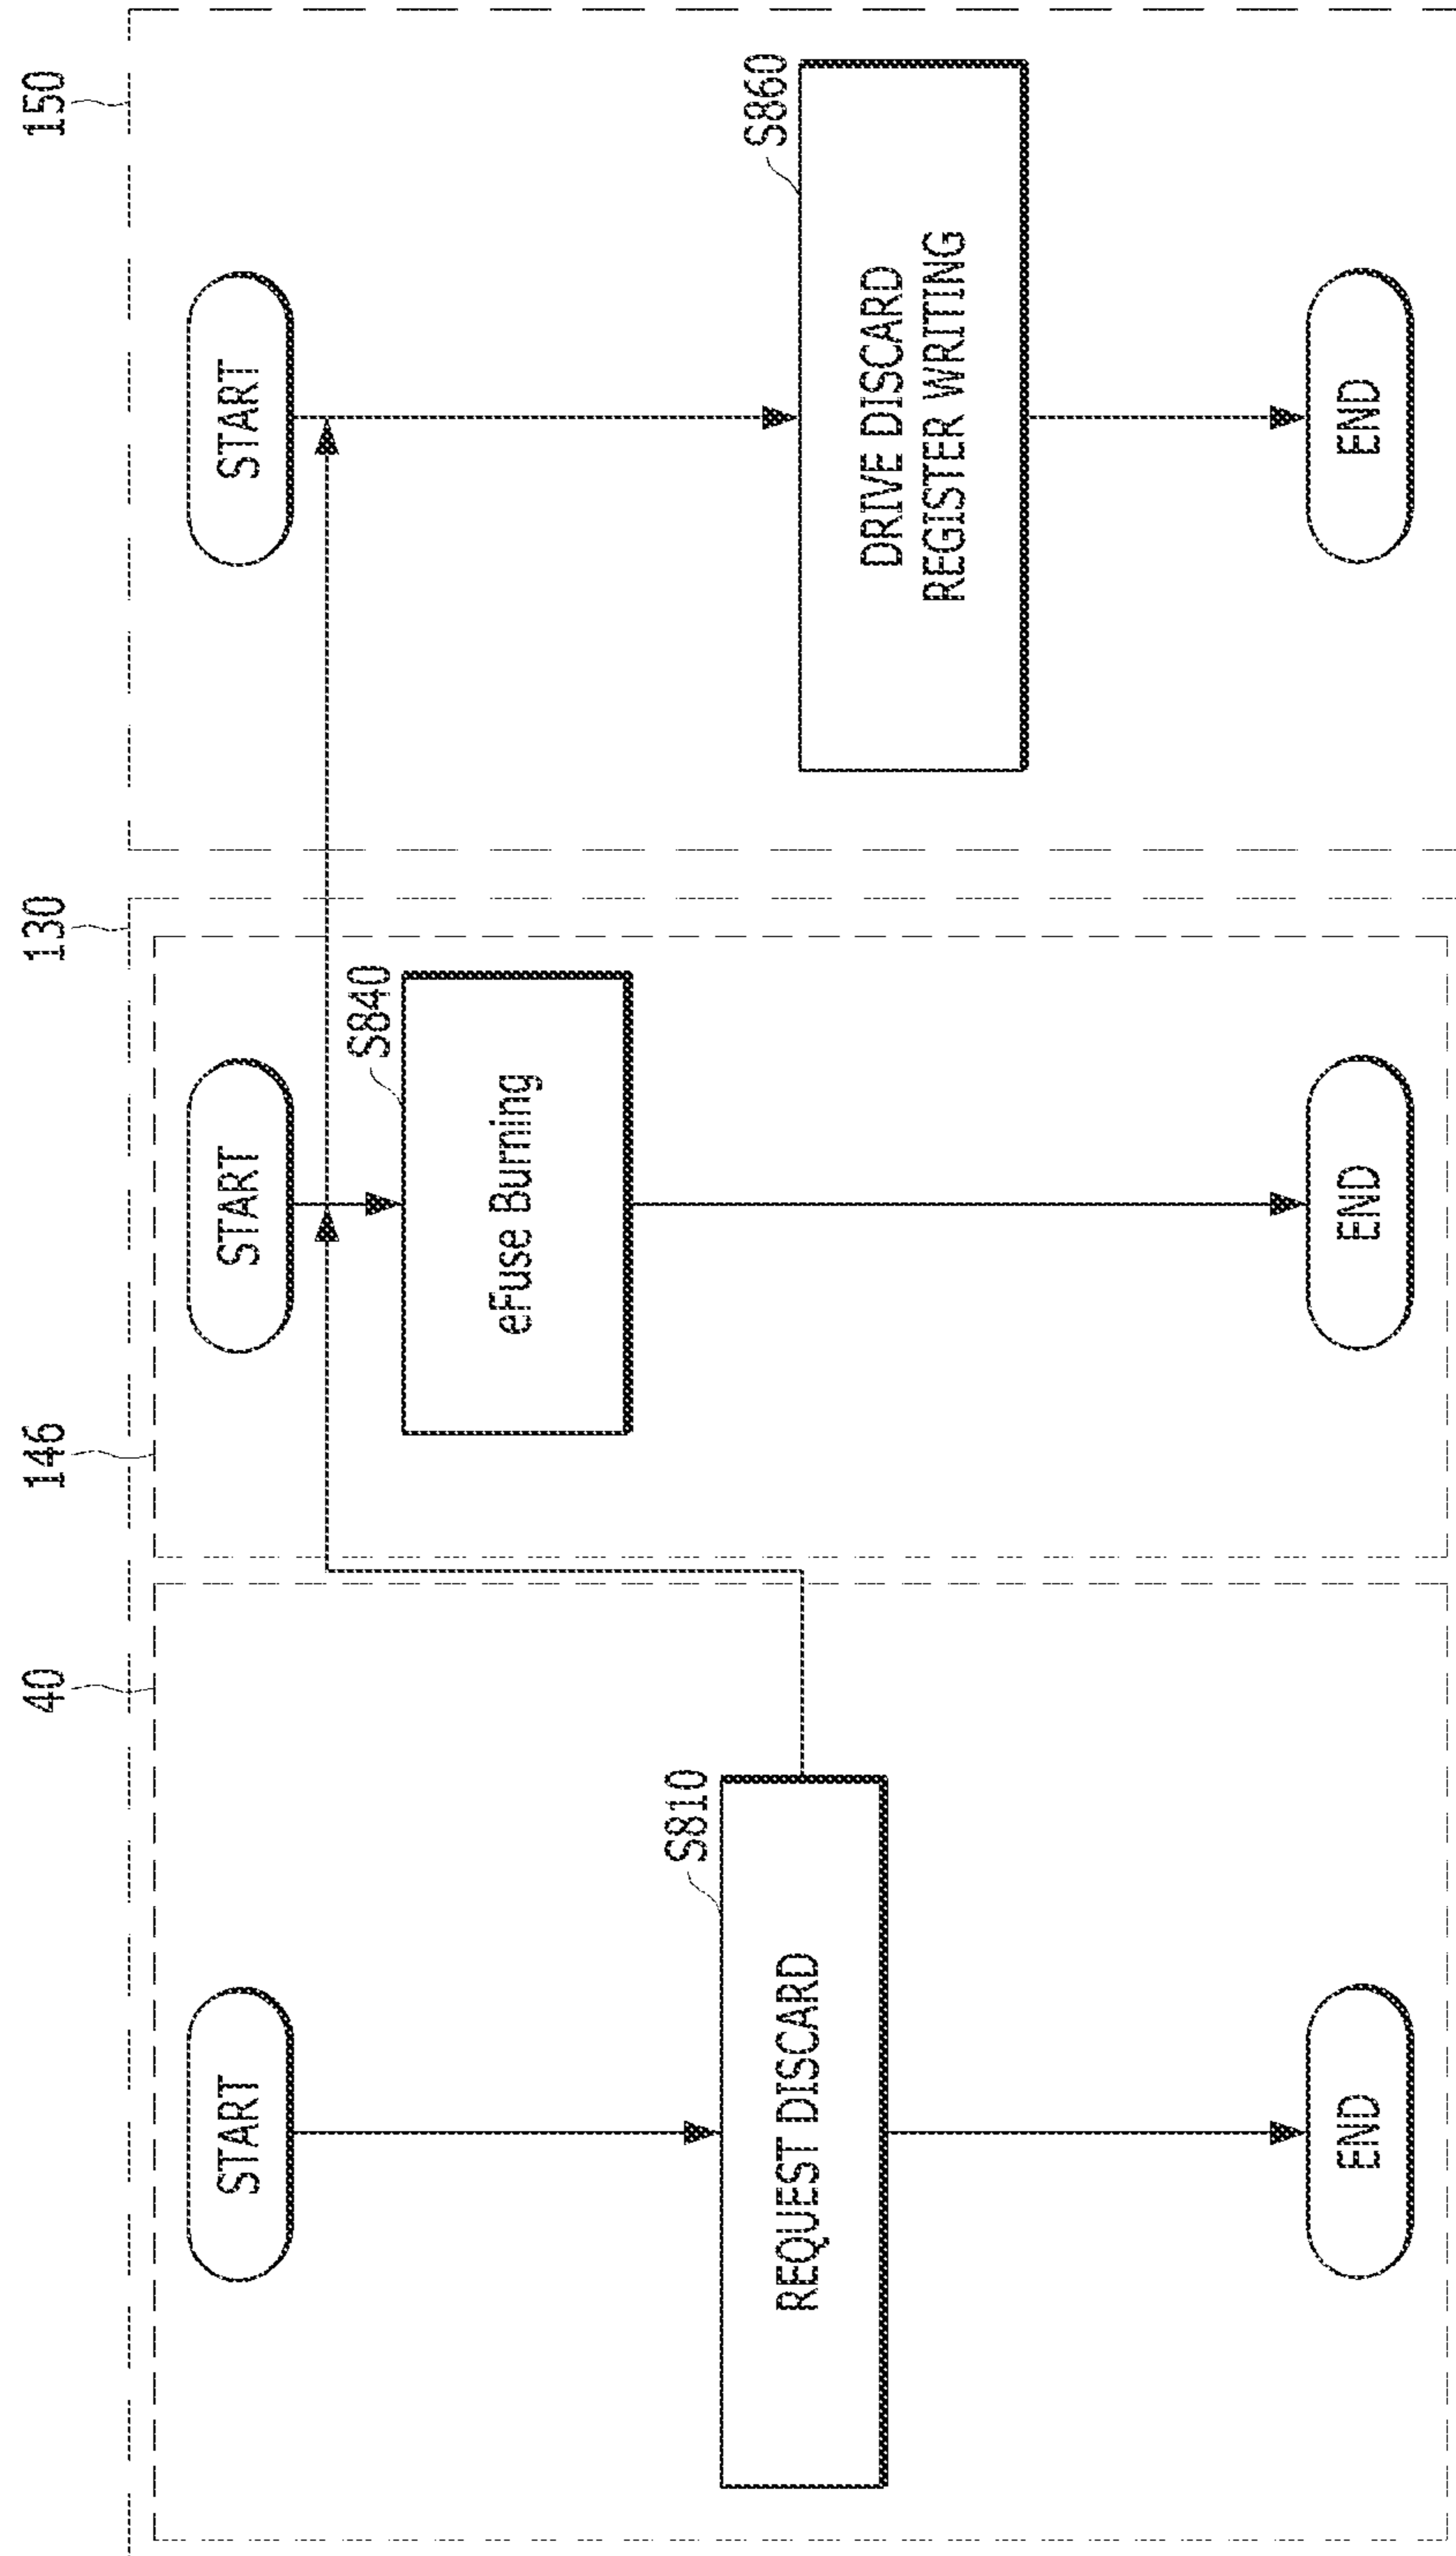 40
146
130
150
START
START
START
S840
eFuse Burning
S810
REQUEST DISCARD
S860
DRIVE DISCARD
REGISTER WRITING
END
END
END